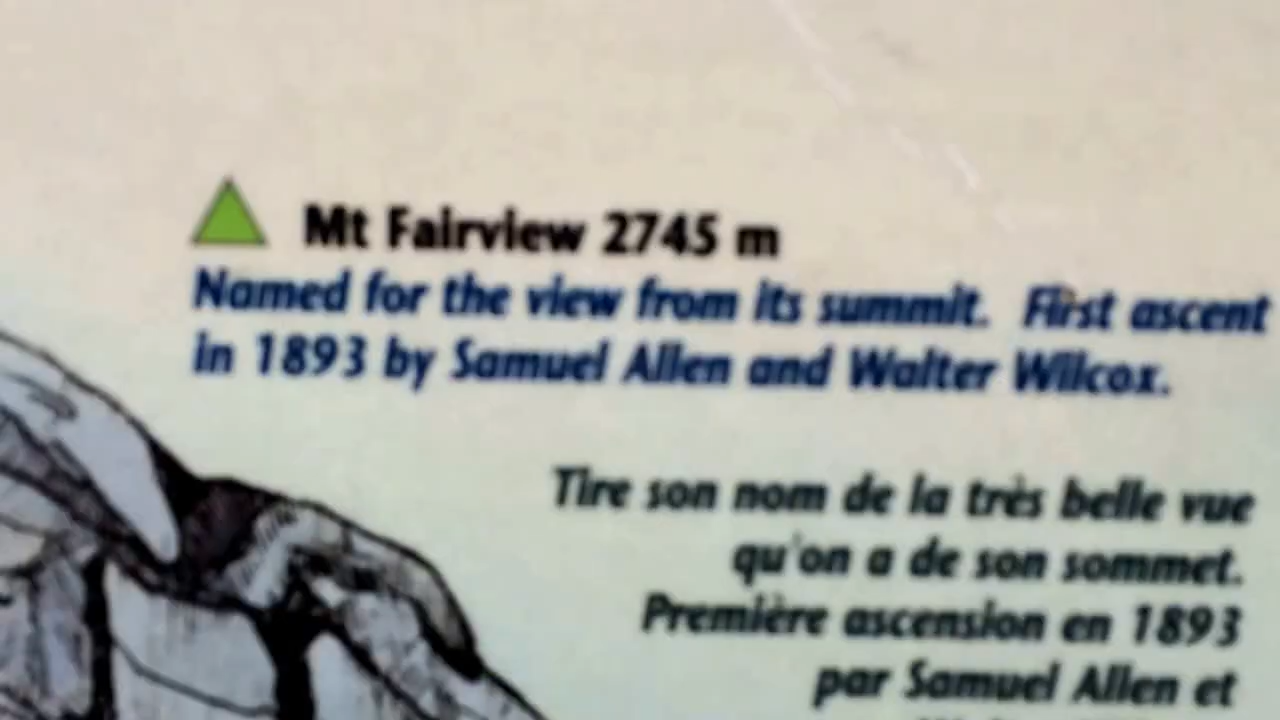 Mt Fairview 2745 m
Named for the view from its summit. First ascent
in 1893 by Samuel Allen and Walter Wilcox.
Tire son nom de la très belle vue
qu'on a de son sommet.
Première ascension en 1893
par Samuel Allen et